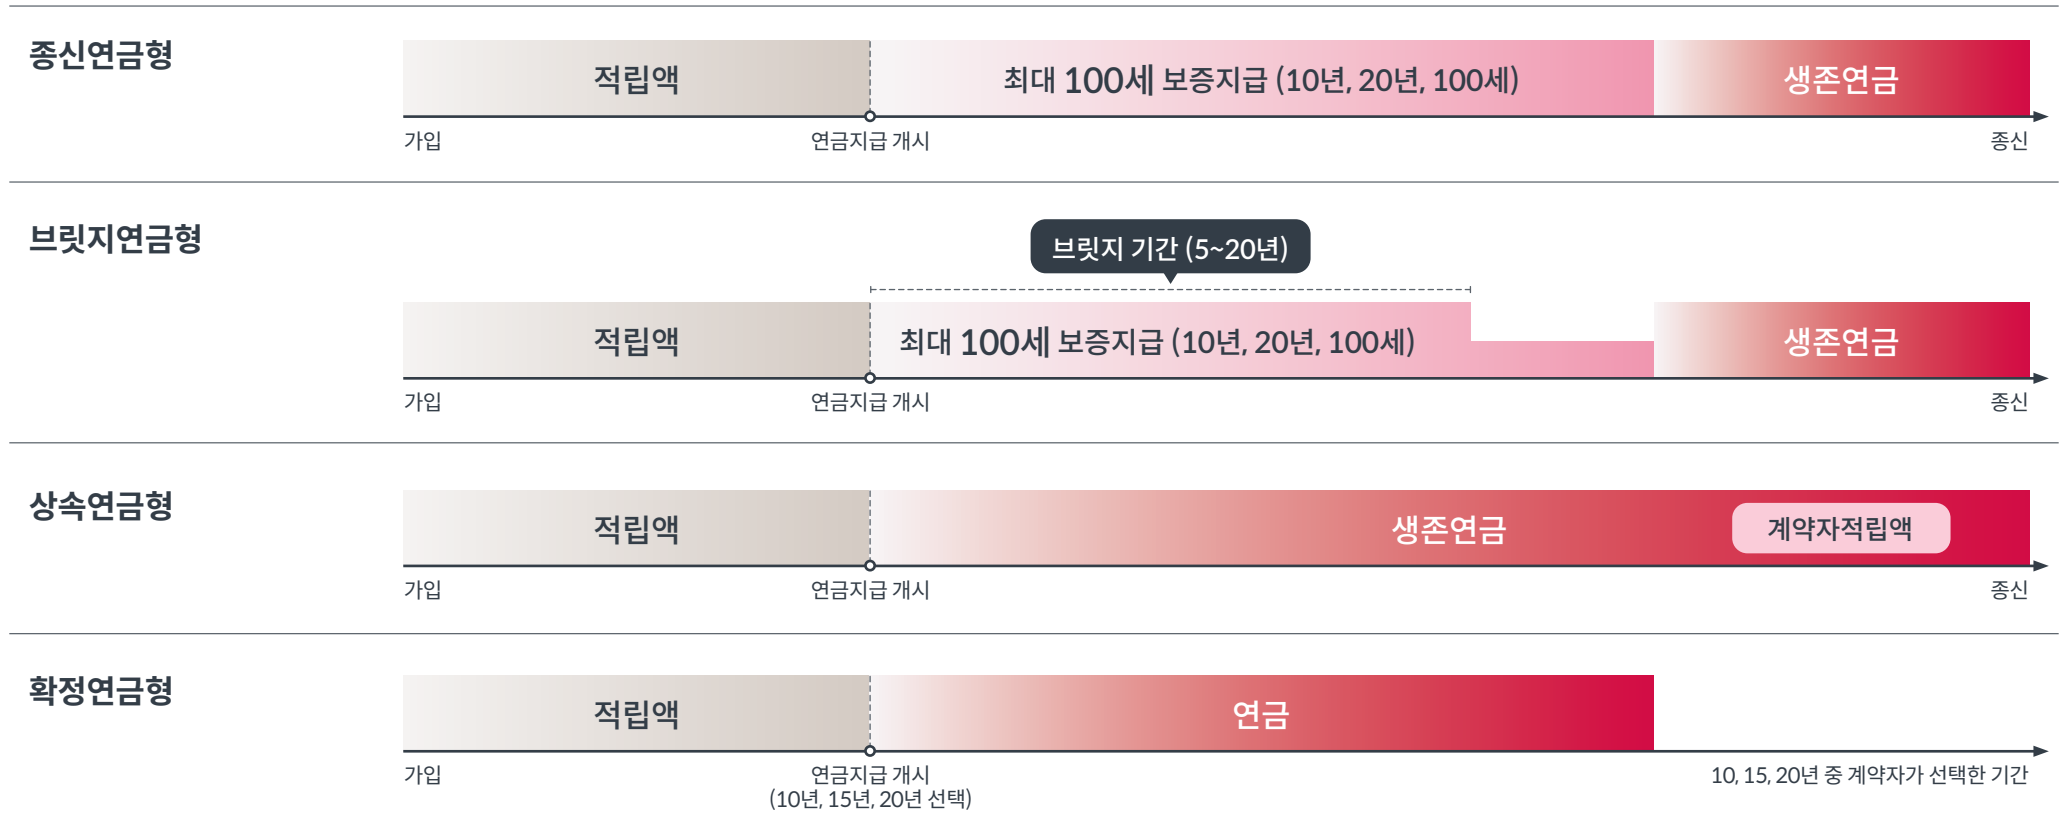 종신연금형
적립액
최대 100세 보증지급 (10년, 20년, 100세)
생존연금
가입
연금지급 개시
종신
브릿지연금형
브릿지 기간 (5~20년)
적립액
최대 100세 보증지급 (10년, 20년, 100세)
생존연금
가입
연금지급 개시
종신
상속연금형
적립액
생존연금
계약자적립액
가입
연금지급 개시
종신
확정연금형
적립액
연금
가입
연금지급 개시
(10년, 15년, 20년 선택)
10, 15, 20년 중 계약자가 선택한 기간